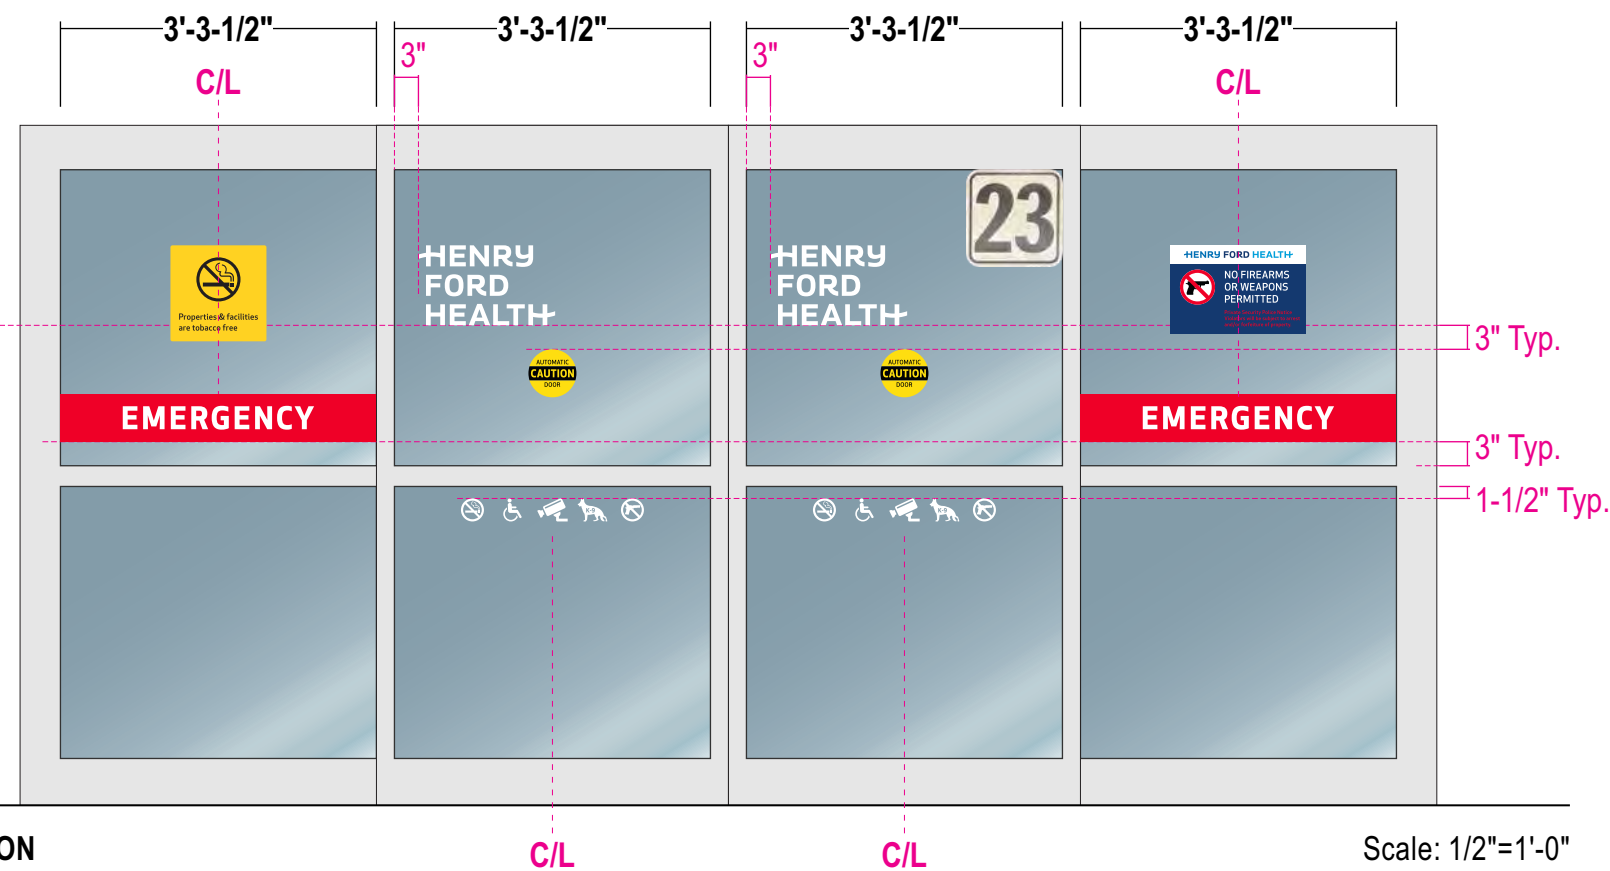 3'-3-1/2" 3'-3-1/2" 3'-3-1/2" 3'-3-1/2"
3" 3"
C/L C/L
23
HENRY
FORD
HEALTH
HENRY
FORD
HEALTH
HENRY FORD HEALTH
NO FIREARMS
OR WEAPONS
PERMITTED
Properties & facilities
are tobacco free
3" Typ.
AUTOMATIC
CAUTION
DOOR
AUTOMATIC
CAUTION
DOOR
EMERGENCY EMERGENCY
3" Typ.
1-1/2" Typ.
K-9 K-9
C/L C/L
ON Scale: 1/2"=1'-0"